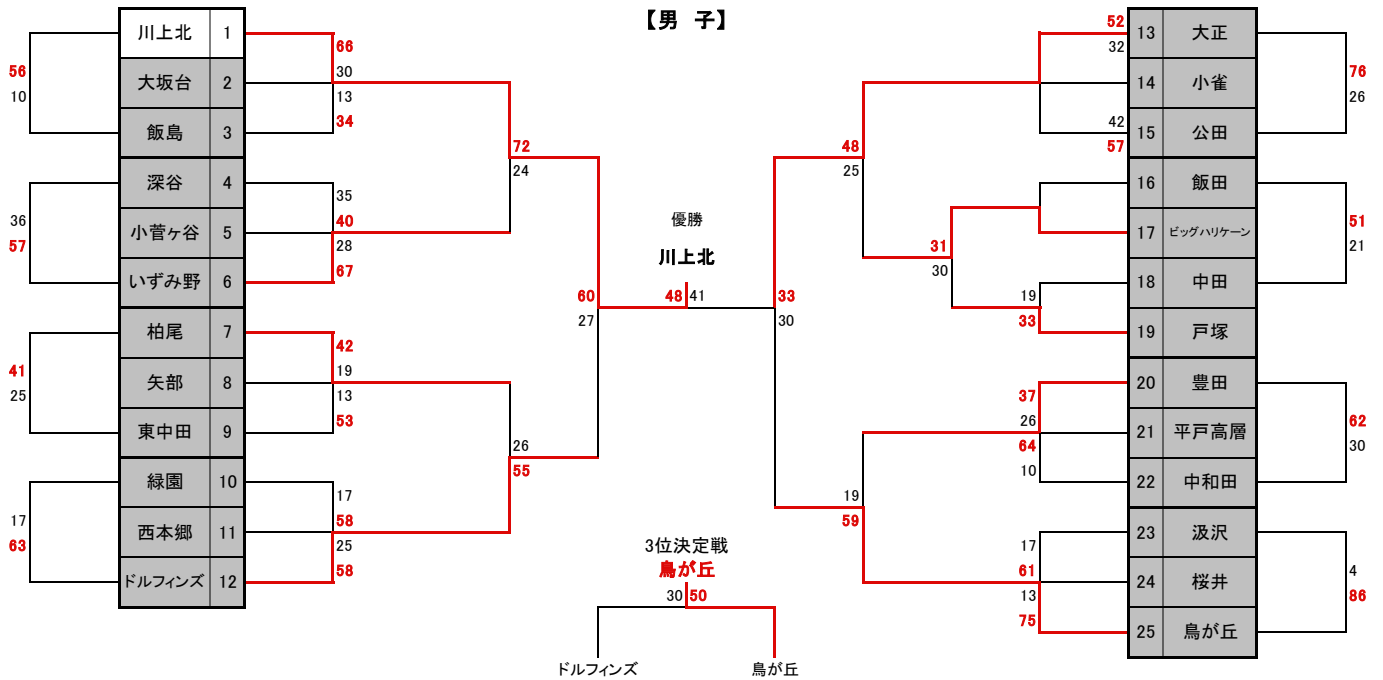 【男 子】
川上北 1
大坂台 2
飯島 3
深谷 4
小菅ヶ谷 5
いずみ野 6
柏尾 7
矢部 8
東中田 9
緑園 10
西本郷 11
ドルフィンズ 12
56
10
36
57
41
25
17
63
66
30
13
34
35
40
28
67
42
19
13
53
17
58
25
58
72
24
26
55
60
27
優勝
川上北
48 41
33
30
48
25
19
59
31
30
52
32
42
57
19
33
37
26
64
10
17
61
13
75
13 大正
14 小雀
15 公田
16 飯田
17 ビッグハリケーン
18 中田
19 戸塚
20 豊田
21 平戸高層
22 中和田
23 汲沢
24 桜井
25 鳥が丘
76
26
51
21
62
30
4
86
3位決定戦
鳥が丘
30 50
ドルフィンズ 鳥が丘